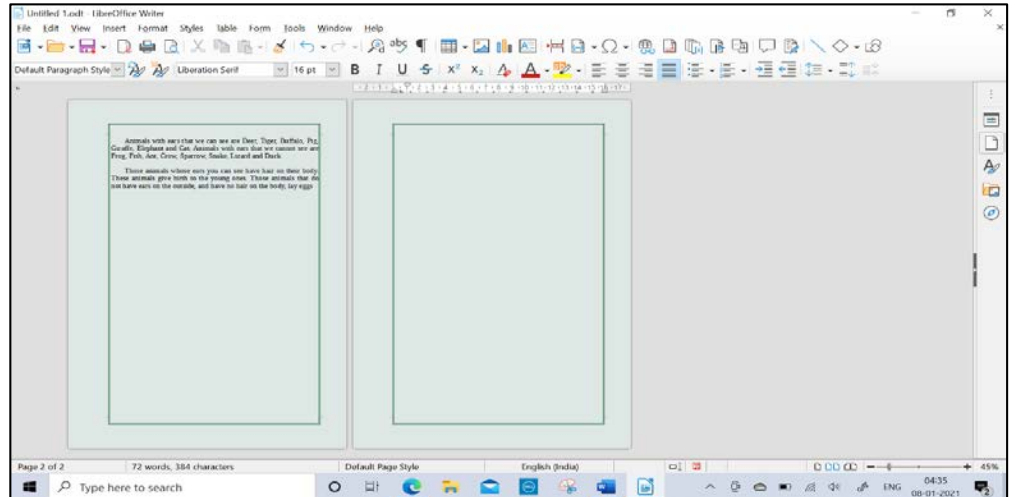 Untitled 1.odt - LibreOffice Writer
File Edit View Insert Format Styles Table Form Tools Window Help
Default Paragraph Style Liberation Serif 16 pt B I U S X² X₂ A A
Animals with ears that we can see are Deer, Tiger, Buffalo, Pig,
Giraffe, Elephant and Cat. Animals with ears that we cannot see are
Frog, Fish, Ant, Crow, Sparrow, Snake, Lizard and Duck
Those animals whose ears you can see have hair on their body.
These animals give birth to the young ones. Those animals that do
not have ears on the outside, and have no hair on the body, lay eggs
Page 2 of 2 72 words, 384 characters Default Page Style English (India) 45%
Type here to search ENG 04:35
08-01-2021